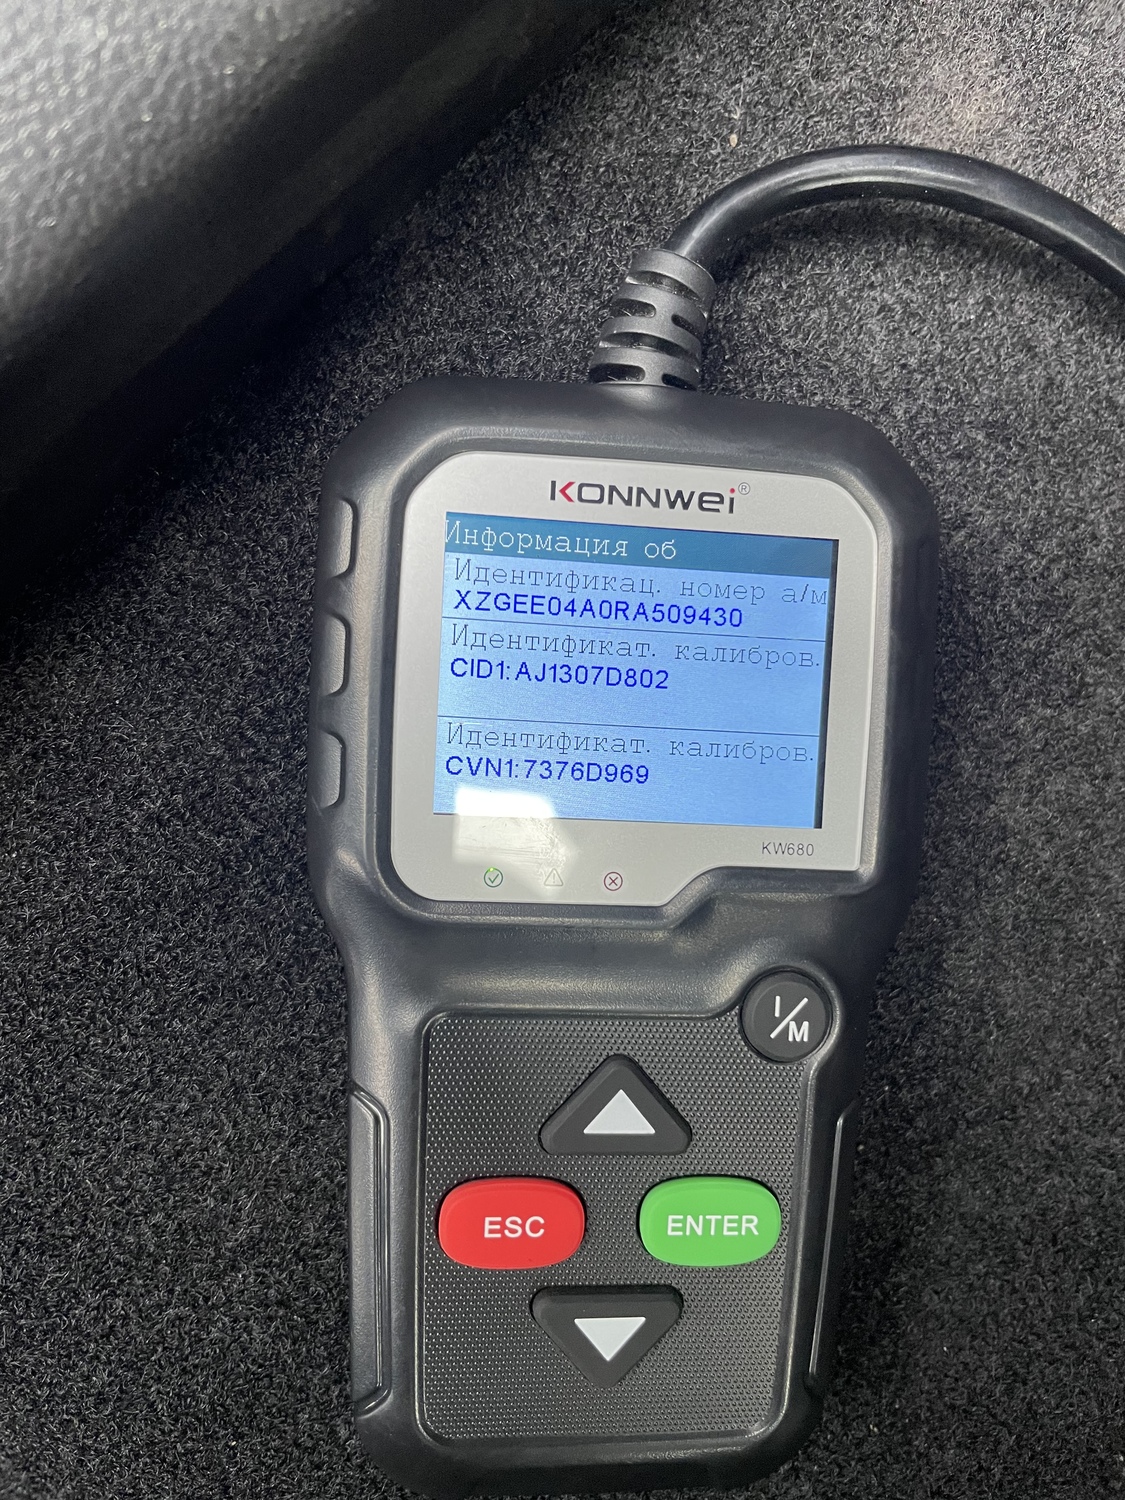 KONNWEI®
Информация об
Идентификац. номер а/м
XZGEE04A0RA509430
Идентификат. калибров.
CID1:AJ1307D802
Идентификат. калибров.
CVN1:7376D969
KW680
I/M
ESC
ENTER